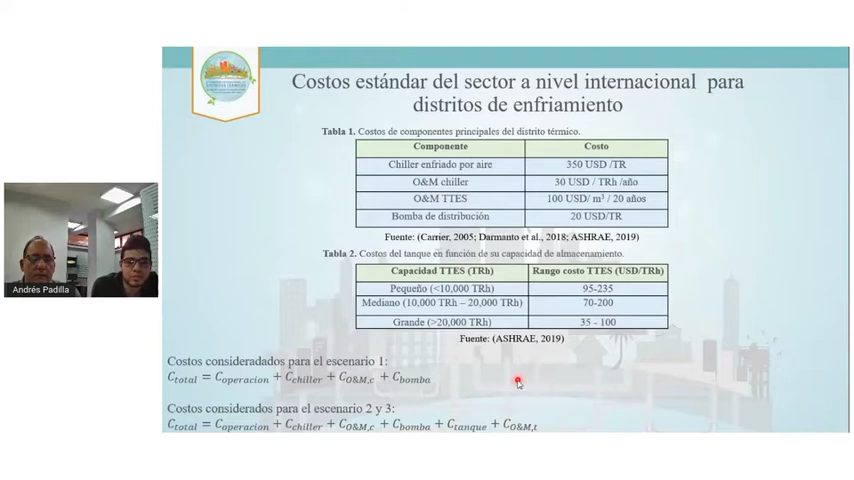 Costos estándar del sector a nivel internacional para
distritos de enfriamiento
Tabla 1. Costos de componentes principales del distrito térmico.
Componente Costo
Chiller enfriado por aire 350 USD /TR
O&M chiller 30 USD / TRh /año
O&M TTES 100 USD/ m³ / 20 años
Bomba de distribución 20 USD/TR
Fuente: (Carrier, 2005; Darmanto et al., 2018; ASHRAE, 2019)
Tabla 2. Costos del tanque en función de su capacidad de almacenamiento.
Capacidad TTES (TRh) Rango costo TTES (USD/TRh)
Pequeño (<10,000 TRh) 95-235
Mediano (10,000 TRh – 20,000 TRh) 70-200
Grande (>20,000 TRh) 35 - 100
Fuente: (ASHRAE, 2019)
Andrés Padilla
Costos consideradados para el escenario 1:
C_total = C_operacion + C_chiller + C_O&M,c + C_bomba
Costos considerados para el escenario 2 y 3:
C_total = C_operacion + C_chiller + C_O&M,c + C_bomba + C_tanque + C_O&M,t